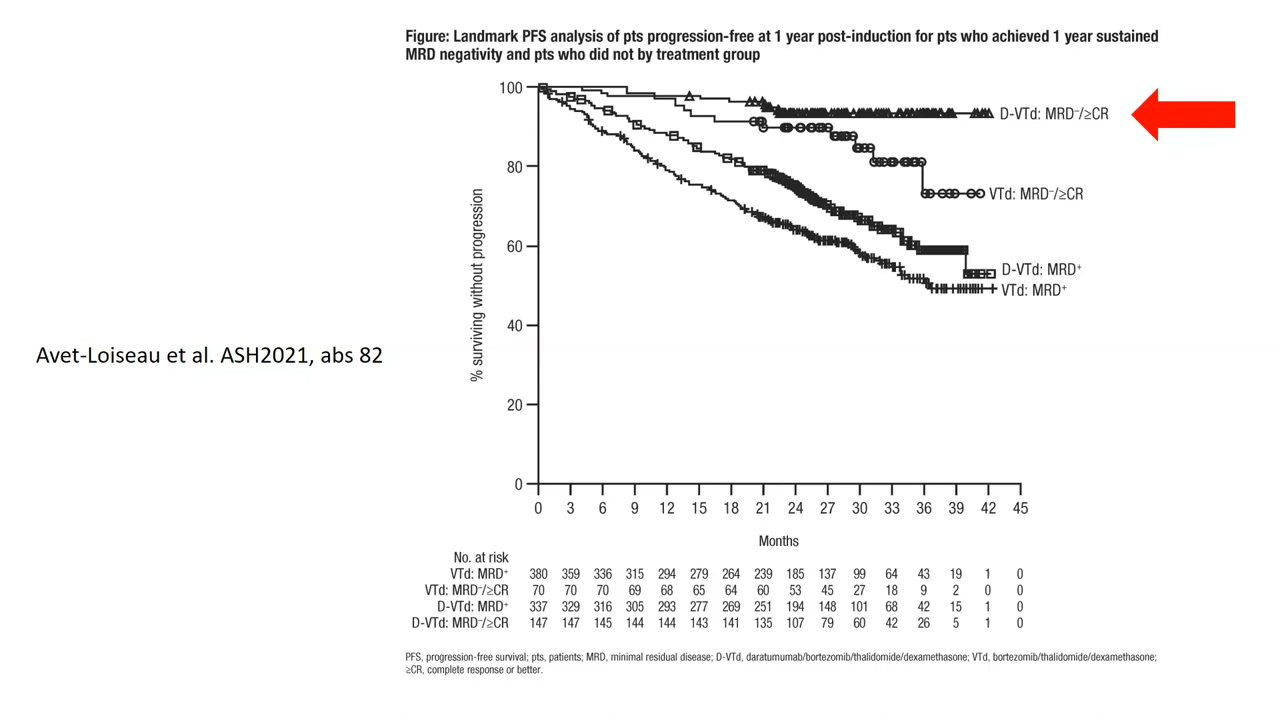 Figure: Landmark PFS analysis of pts progression-free at 1 year post-induction for pts who achieved 1 year sustained
MRD negativity and pts who did not by treatment group
100
80
60
40
20
0
% surviving without progression
D-VTd: MRD⁻/≥CR
VTd: MRD⁻/≥CR
D-VTd: MRD⁺
VTd: MRD⁺
Avet-Loiseau et al. ASH2021, abs 82
0 3 6 9 12 15 18 21 24 27 30 33 36 39 42 45
Months
No. at risk
VTd: MRD⁺ 380 359 336 315 294 279 264 239 185 137 99 64 43 19 1 0
VTd: MRD⁻/≥CR 70 70 70 69 68 65 64 60 53 45 27 18 9 2 0 0
D-VTd: MRD⁺ 337 329 316 305 293 277 269 251 194 148 101 68 42 15 1 0
D-VTd: MRD⁻/≥CR 147 147 145 144 144 143 141 135 107 79 60 42 26 5 1 0
PFS, progression-free survival; pts, patients; MRD, minimal residual disease; D-VTd, daratumumab/bortezomib/thalidomide/dexamethasone; VTd, bortezomib/thalidomide/dexamethasone;
≥CR, complete response or better.